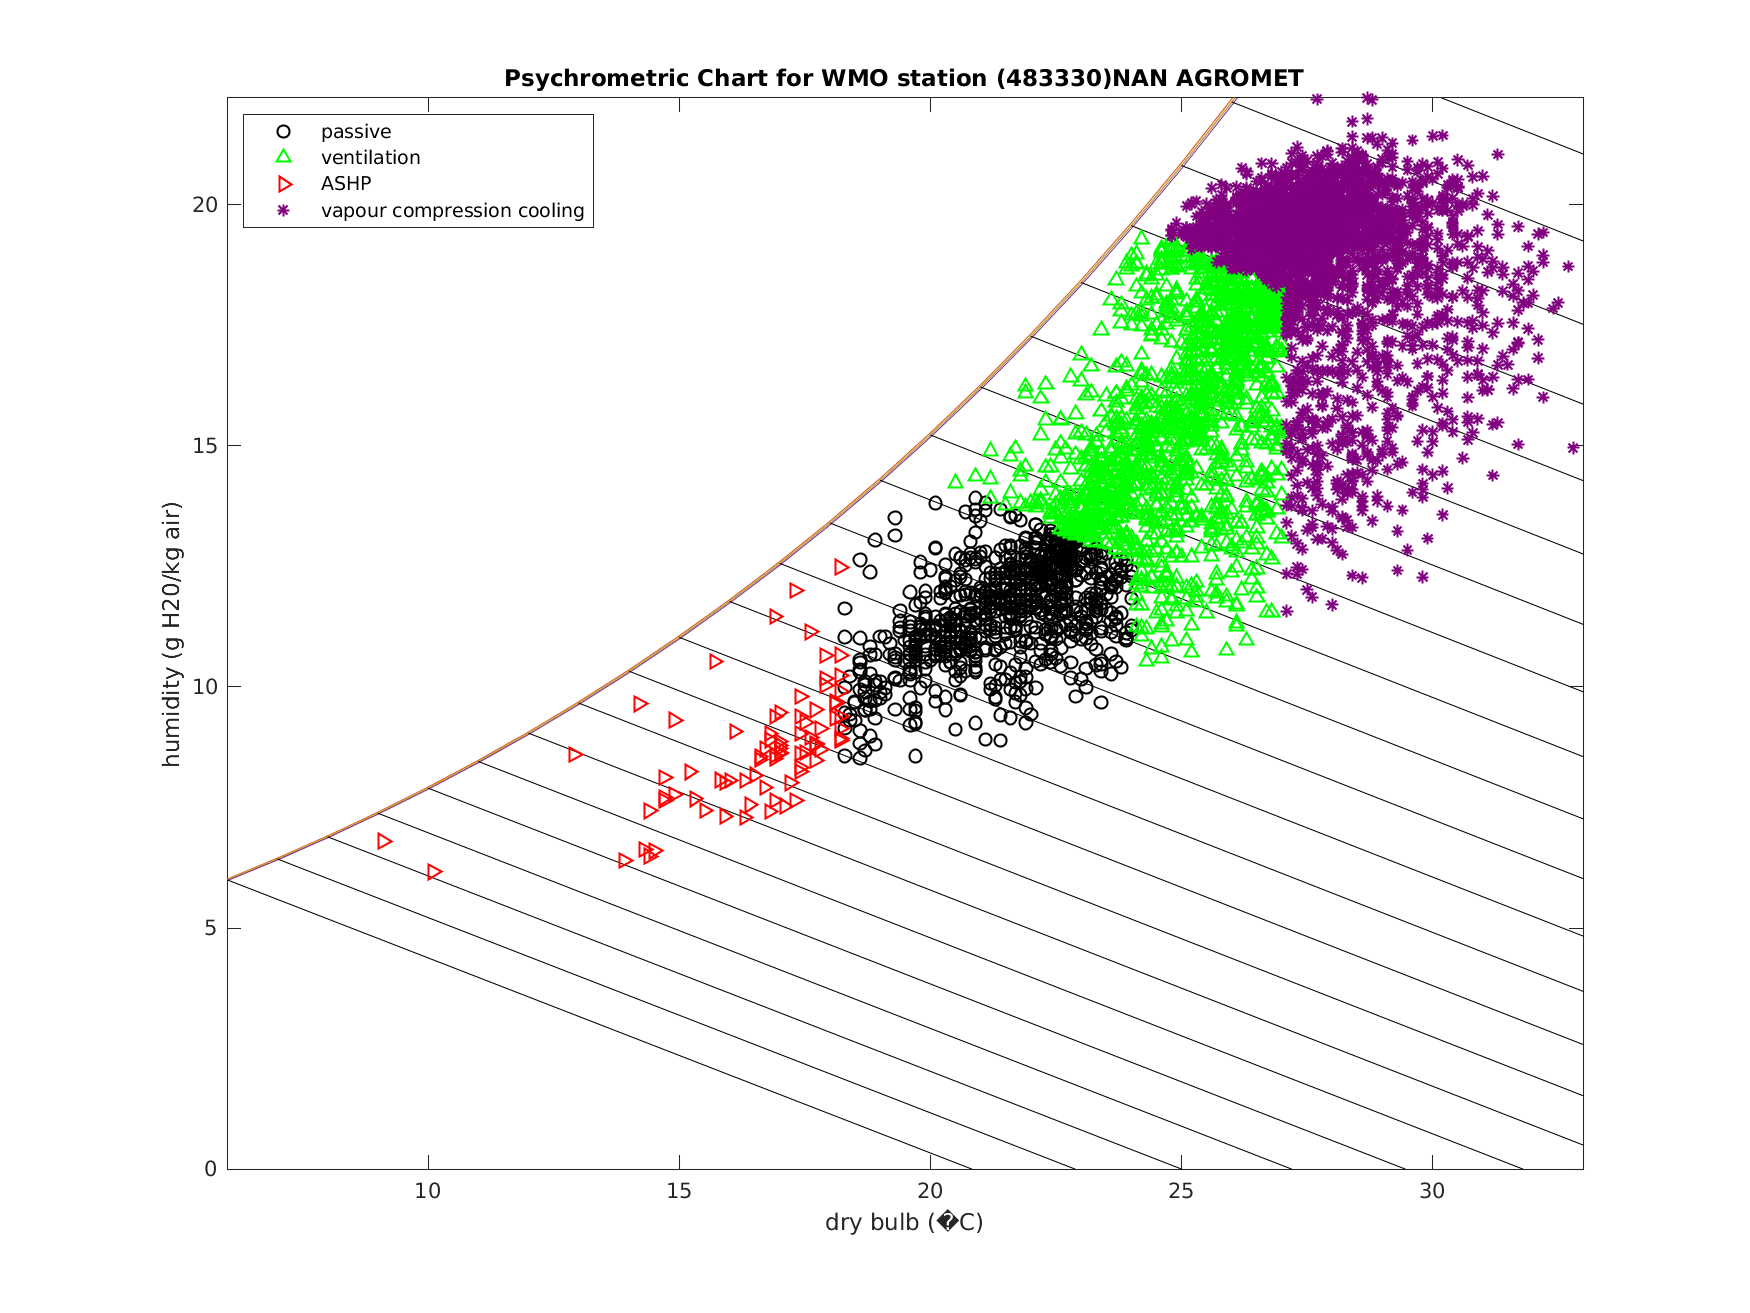 Psychrometric Chart for WMO station (483330)NAN AGROMET
passive
ventilation
ASHP
vapour compression cooling
humidity (g H20/kg air)
20
15
10
5
0
10
15
20
25
30
dry bulb (�C)